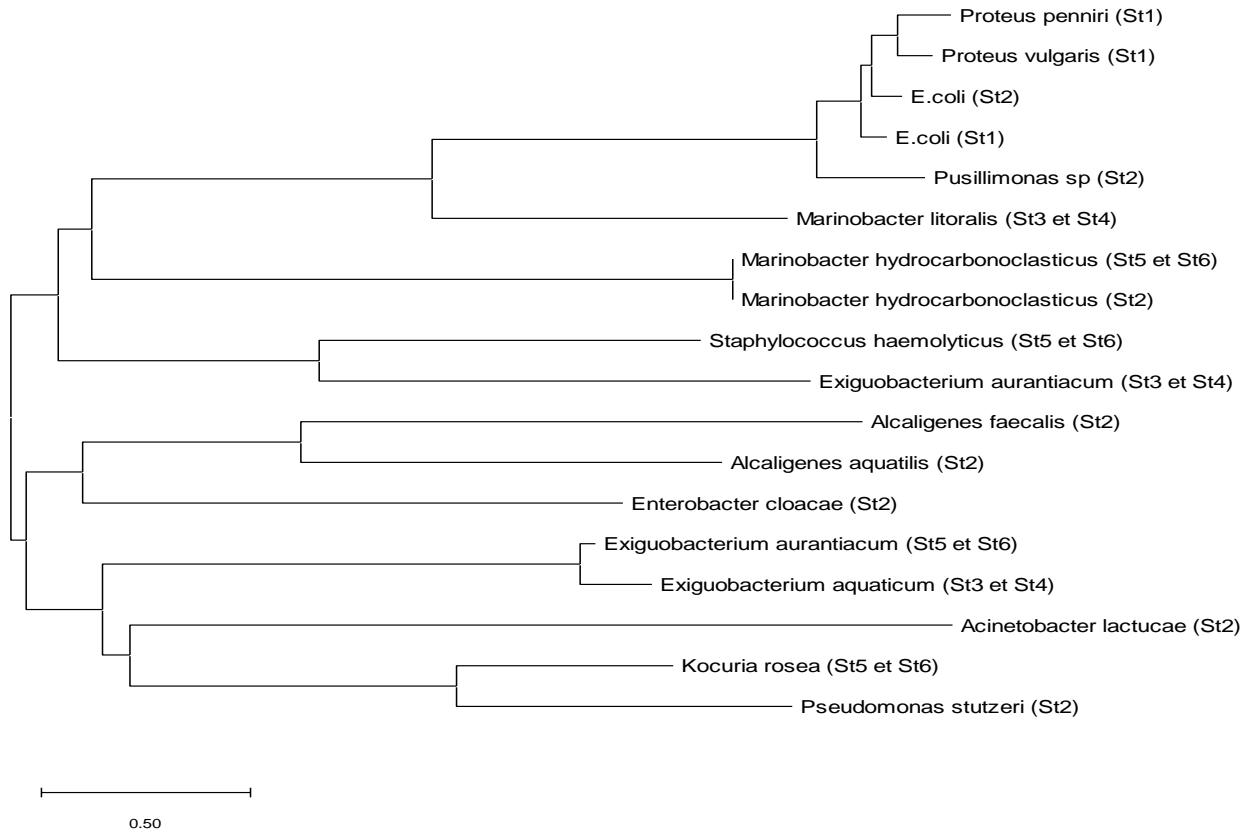 Proteus penniri (St1)
Proteus vulgaris (St1)
E.coli (St2)
E.coli (St1)
Pusillimonas sp (St2)
Marinobacter litoralis (St3 et St4)
Marinobacter hydrocarbonoclasticus (St5 et St6)
Marinobacter hydrocarbonoclasticus (St2)
Staphylococcus haemolyticus (St5 et St6)
Exiguobacterium aurantiacum (St3 et St4)
Alcaligenes faecalis (St2)
Alcaligenes aquatilis (St2)
Enterobacter cloacae (St2)
Exiguobacterium aurantiacum (St5 et St6)
Exiguobacterium aquaticum (St3 et St4)
Acinetobacter lactucae (St2)
Kocuria rosea (St5 et St6)
Pseudomonas stutzeri (St2)
0.50